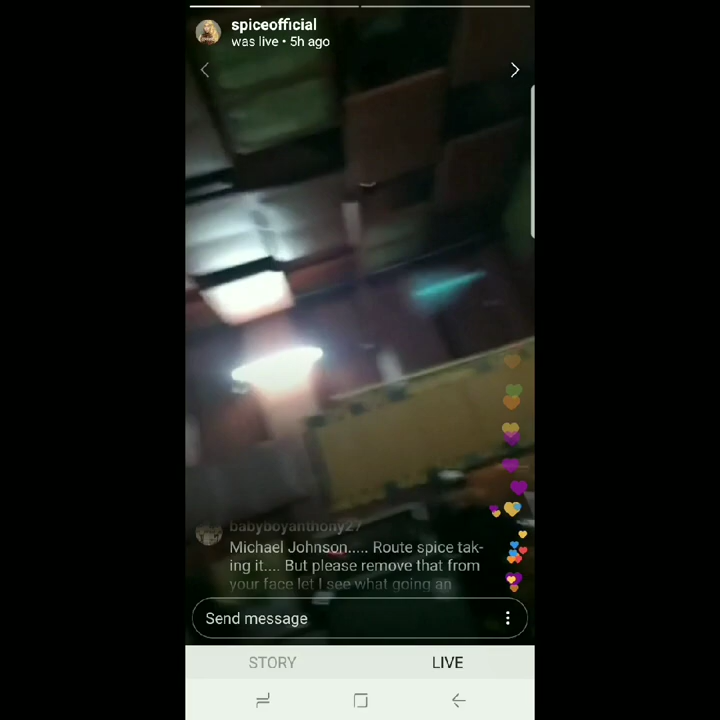 spiceofficial
was live • 5h ago
babyboyanthony27
Michael Johnson..... Route spice tak-
ing it.... But please remove that from
your face let I see what going an
Send message
STORY
LIVE